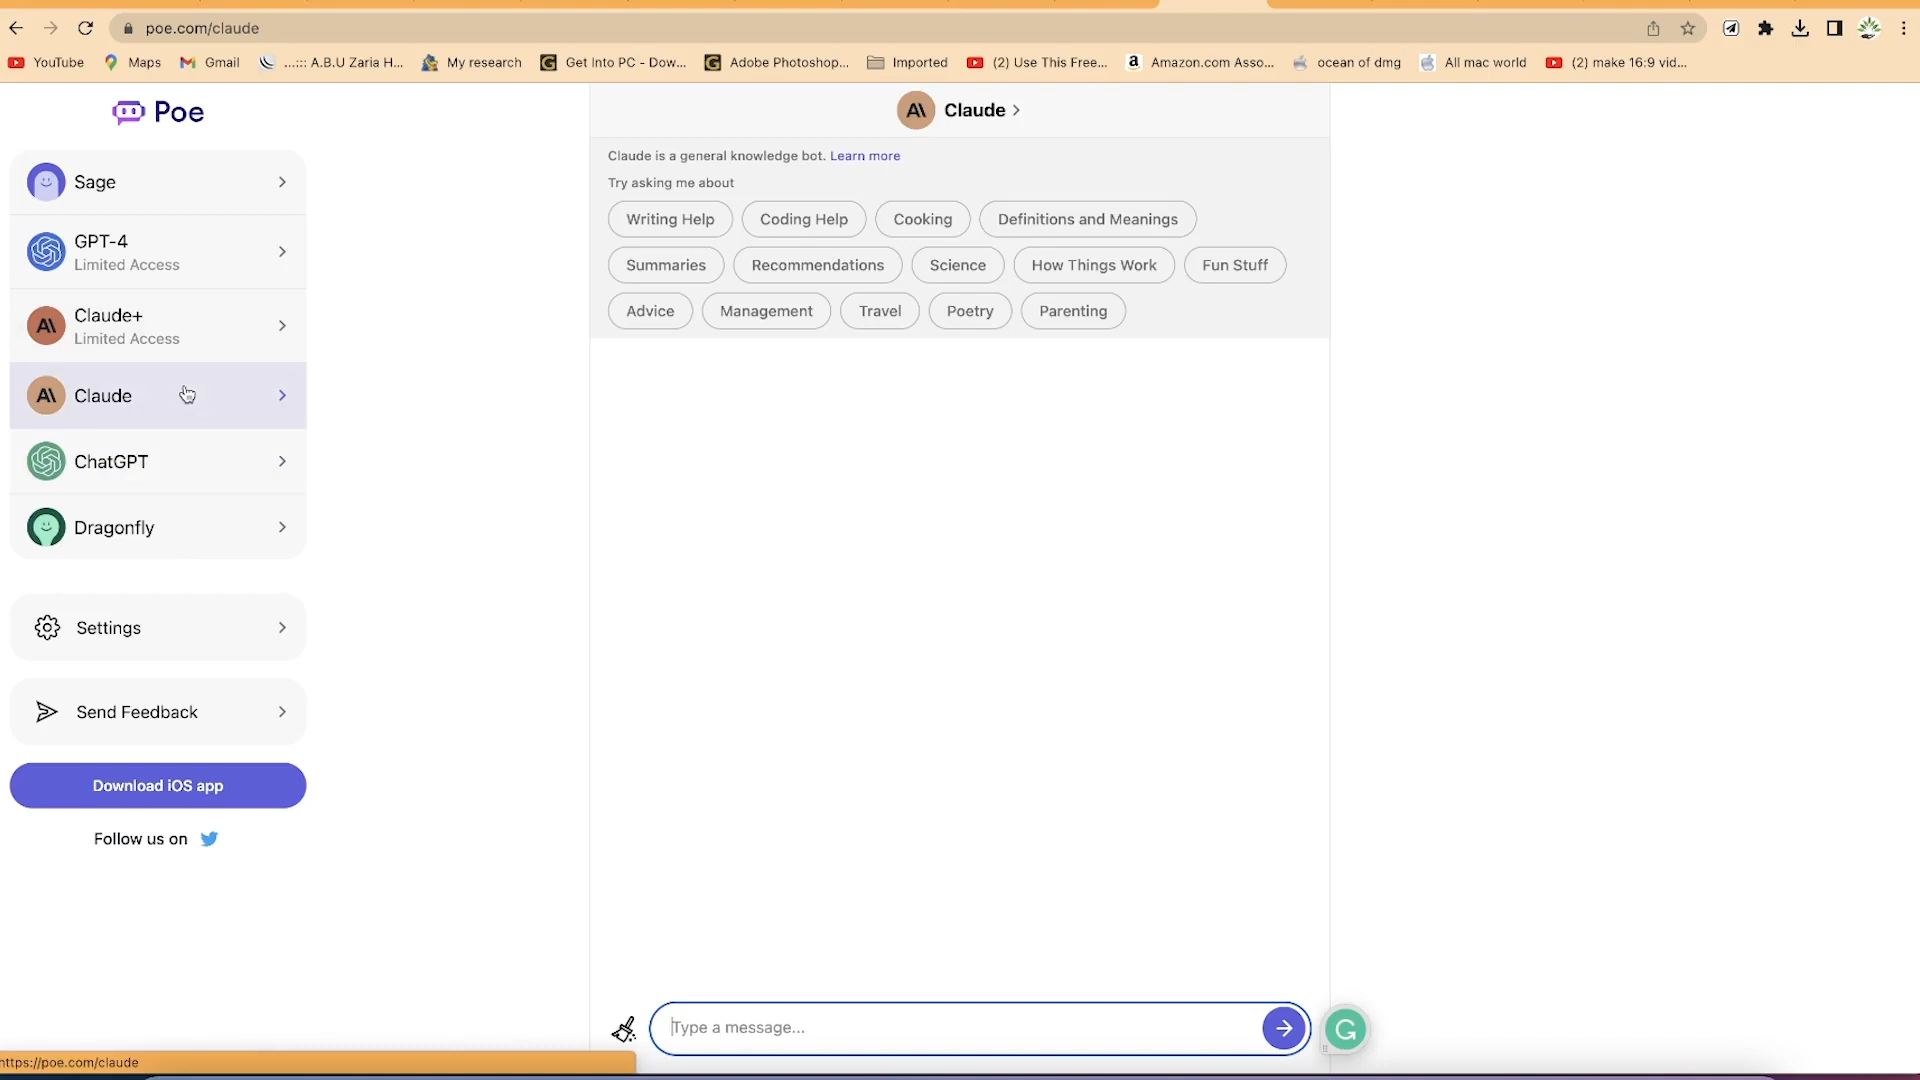 poe.com/claude
YouTube Maps Gmail ...::: A.B.U Zaria H... My research Get Into PC - Dow... Adobe Photoshop... Imported (2) Use This Free... Amazon.com Asso... ocean of dmg All mac world (2) make 16:9 vid...
Poe
Sage
GPT-4
Limited Access
Claude+
Limited Access
Claude
ChatGPT
Dragonfly
Settings
Send Feedback
Download iOS app
Follow us on
Claude
Claude is a general knowledge bot. Learn more
Try asking me about
Writing Help Coding Help Cooking Definitions and Meanings
Summaries Recommendations Science How Things Work Fun Stuff
Advice Management Travel Poetry Parenting
Type a message...
https://poe.com/claude